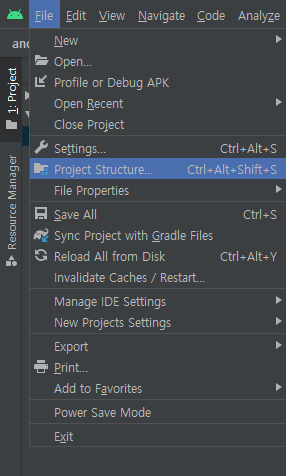 File Edit View Navigate Code Analyze
and
1: Project
Resource Manager
New
Open...
Profile or Debug APK
Open Recent
Close Project
Settings... Ctrl+Alt+S
Project Structure... Ctrl+Alt+Shift+S
File Properties
Save All Ctrl+S
Sync Project with Gradle Files
Reload All from Disk Ctrl+Alt+Y
Invalidate Caches / Restart...
Manage IDE Settings
New Projects Settings
Export
Print...
Add to Favorites
Power Save Mode
Exit